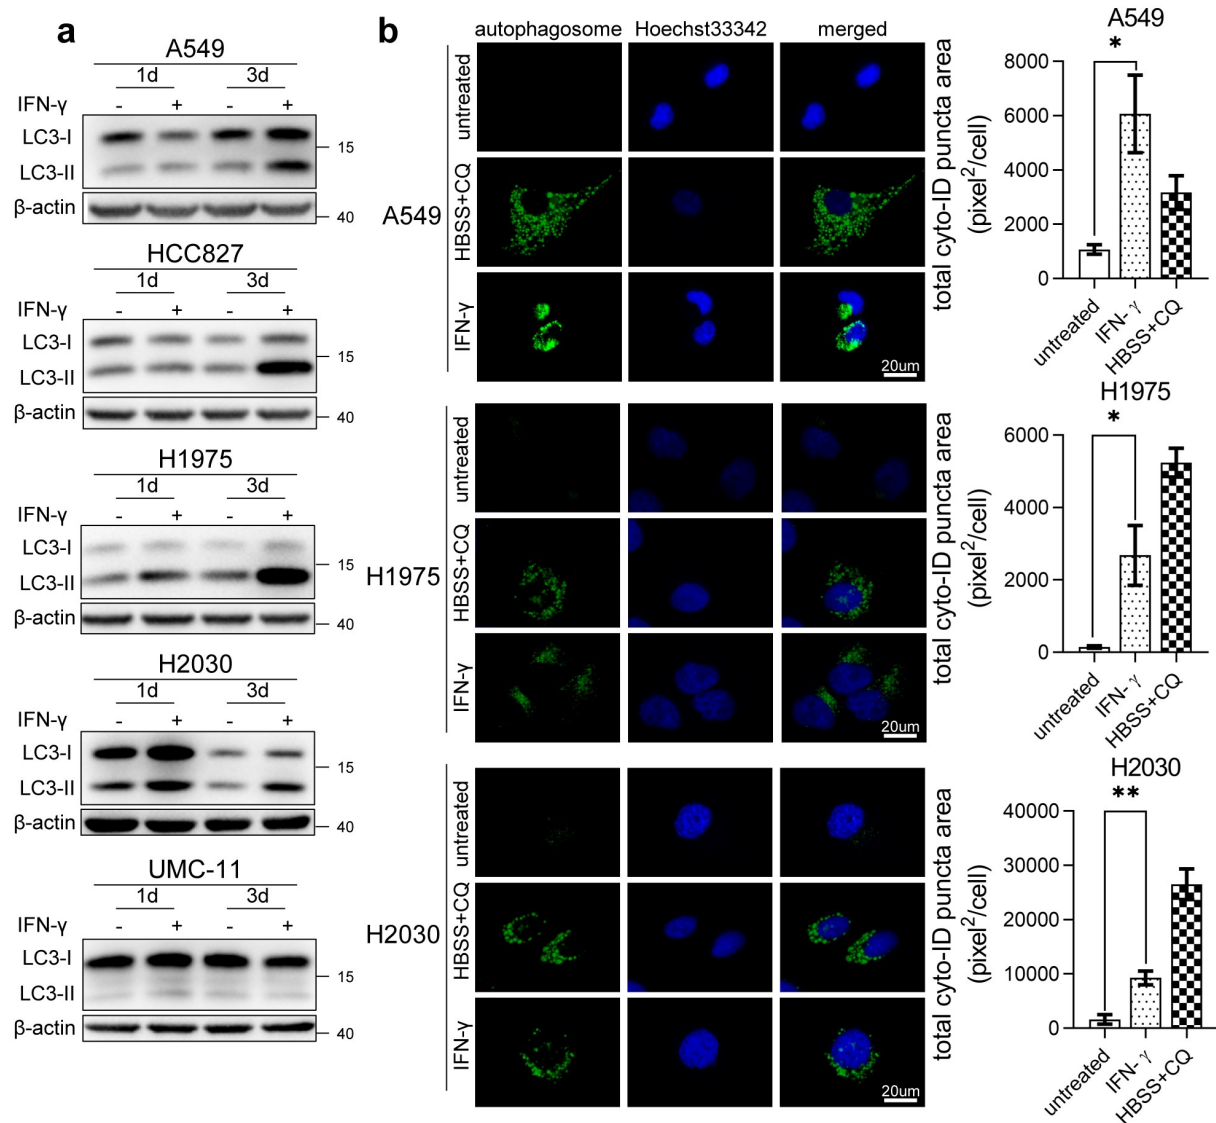 a
A549
1d 3d
IFN-γ - + - +
LC3-I
15
LC3-II
β-actin
40
HCC827
1d 3d
IFN-γ - + - +
LC3-I
15
LC3-II
β-actin
40
H1975
1d 3d
IFN-γ - + - +
LC3-I
15
LC3-II
β-actin
40
H2030
1d 3d
IFN-γ - + - +
LC3-I
15
LC3-II
β-actin
40
UMC-11
1d 3d
IFN-γ - + - +
LC3-I
15
LC3-II
β-actin
40
b
autophagosome Hoechst33342 merged
A549
untreated
HBSS+CQ
IFN-γ
20um
H1975
untreated
HBSS+CQ
IFN-γ
20um
H2030
untreated
HBSS+CQ
IFN-γ
20um
A549
*
total cyto-ID puncta area
(pixel²/cell)
8000
6000
4000
2000
0
untreated
IFN- γ
HBSS+CQ
H1975
*
total cyto-ID puncta area
(pixel²/cell)
6000
4000
2000
0
untreated
IFN- γ
HBSS+CQ
H2030
**
total cyto-ID puncta area
(pixel²/cell)
40000
30000
20000
10000
0
untreated
IFN- γ
HBSS+CQ